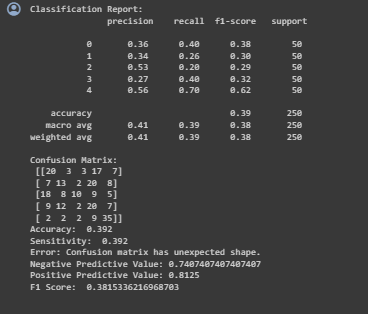 Classification Report:
precision recall f1-score support
0 0.36 0.40 0.38 50
1 0.34 0.26 0.30 50
2 0.53 0.20 0.29 50
3 0.27 0.40 0.32 50
4 0.56 0.70 0.62 50
accuracy 0.39 250
macro avg 0.41 0.39 0.38 250
weighted avg 0.41 0.39 0.38 250
Confusion Matrix:
[[20 3 3 17 7]
[ 7 13 2 20 8]
[18 8 10 9 5]
[ 9 12 2 20 7]
[ 2 2 2 9 35]]
Accuracy: 0.392
Sensitivity: 0.392
Error: Confusion matrix has unexpected shape.
Negative Predictive Value: 0.7407407407407407
Positive Predictive Value: 0.8125
F1 Score: 0.3815336216968703